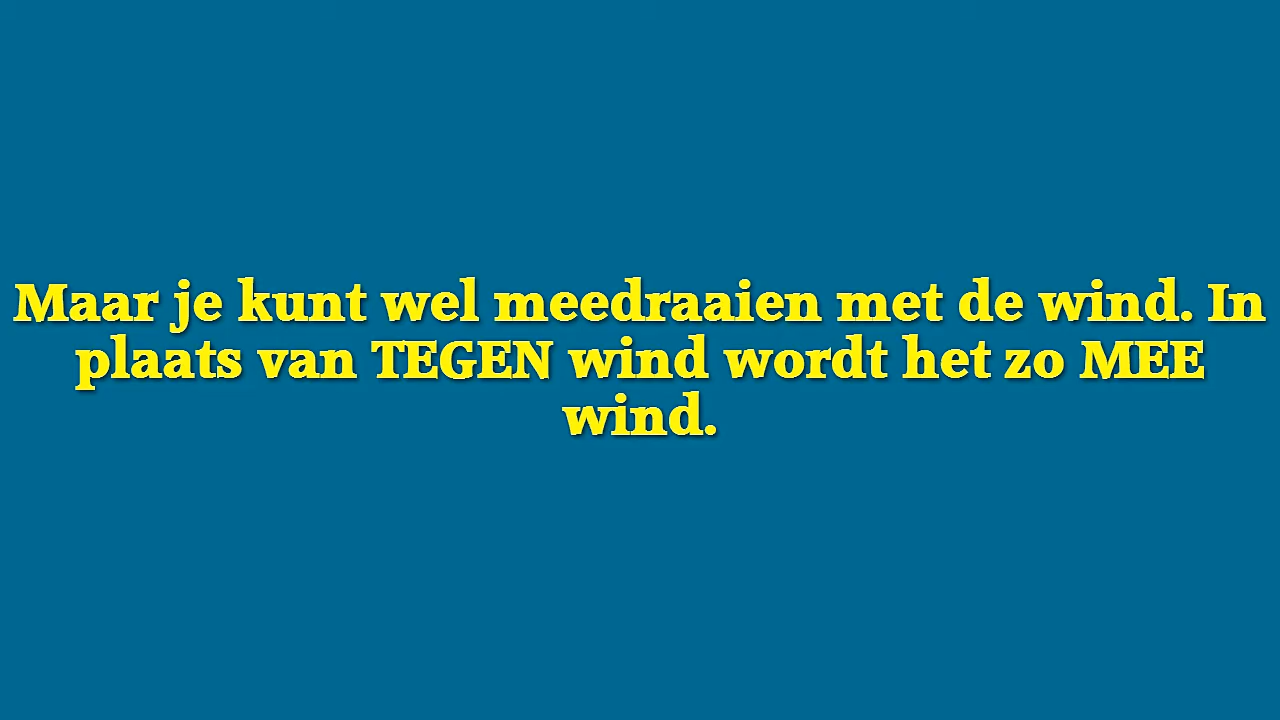 Maar je kunt wel meedraaien met de wind. In
plaats van TEGEN wind wordt het zo MEE
wind.